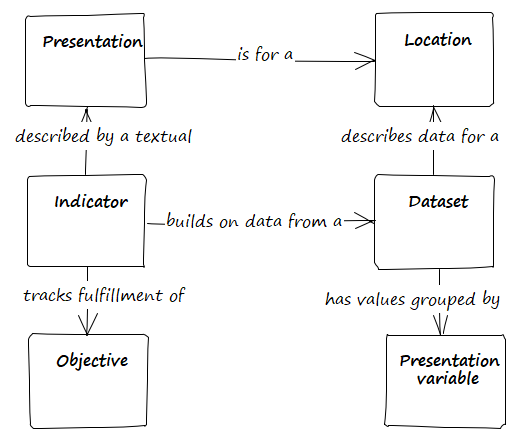 Presentation
is for a
Location
described by a textual
describes data for a
Indicator
builds on data from a
Dataset
tracks fulfillment of
has values grouped by
Objective
Presentation
variable